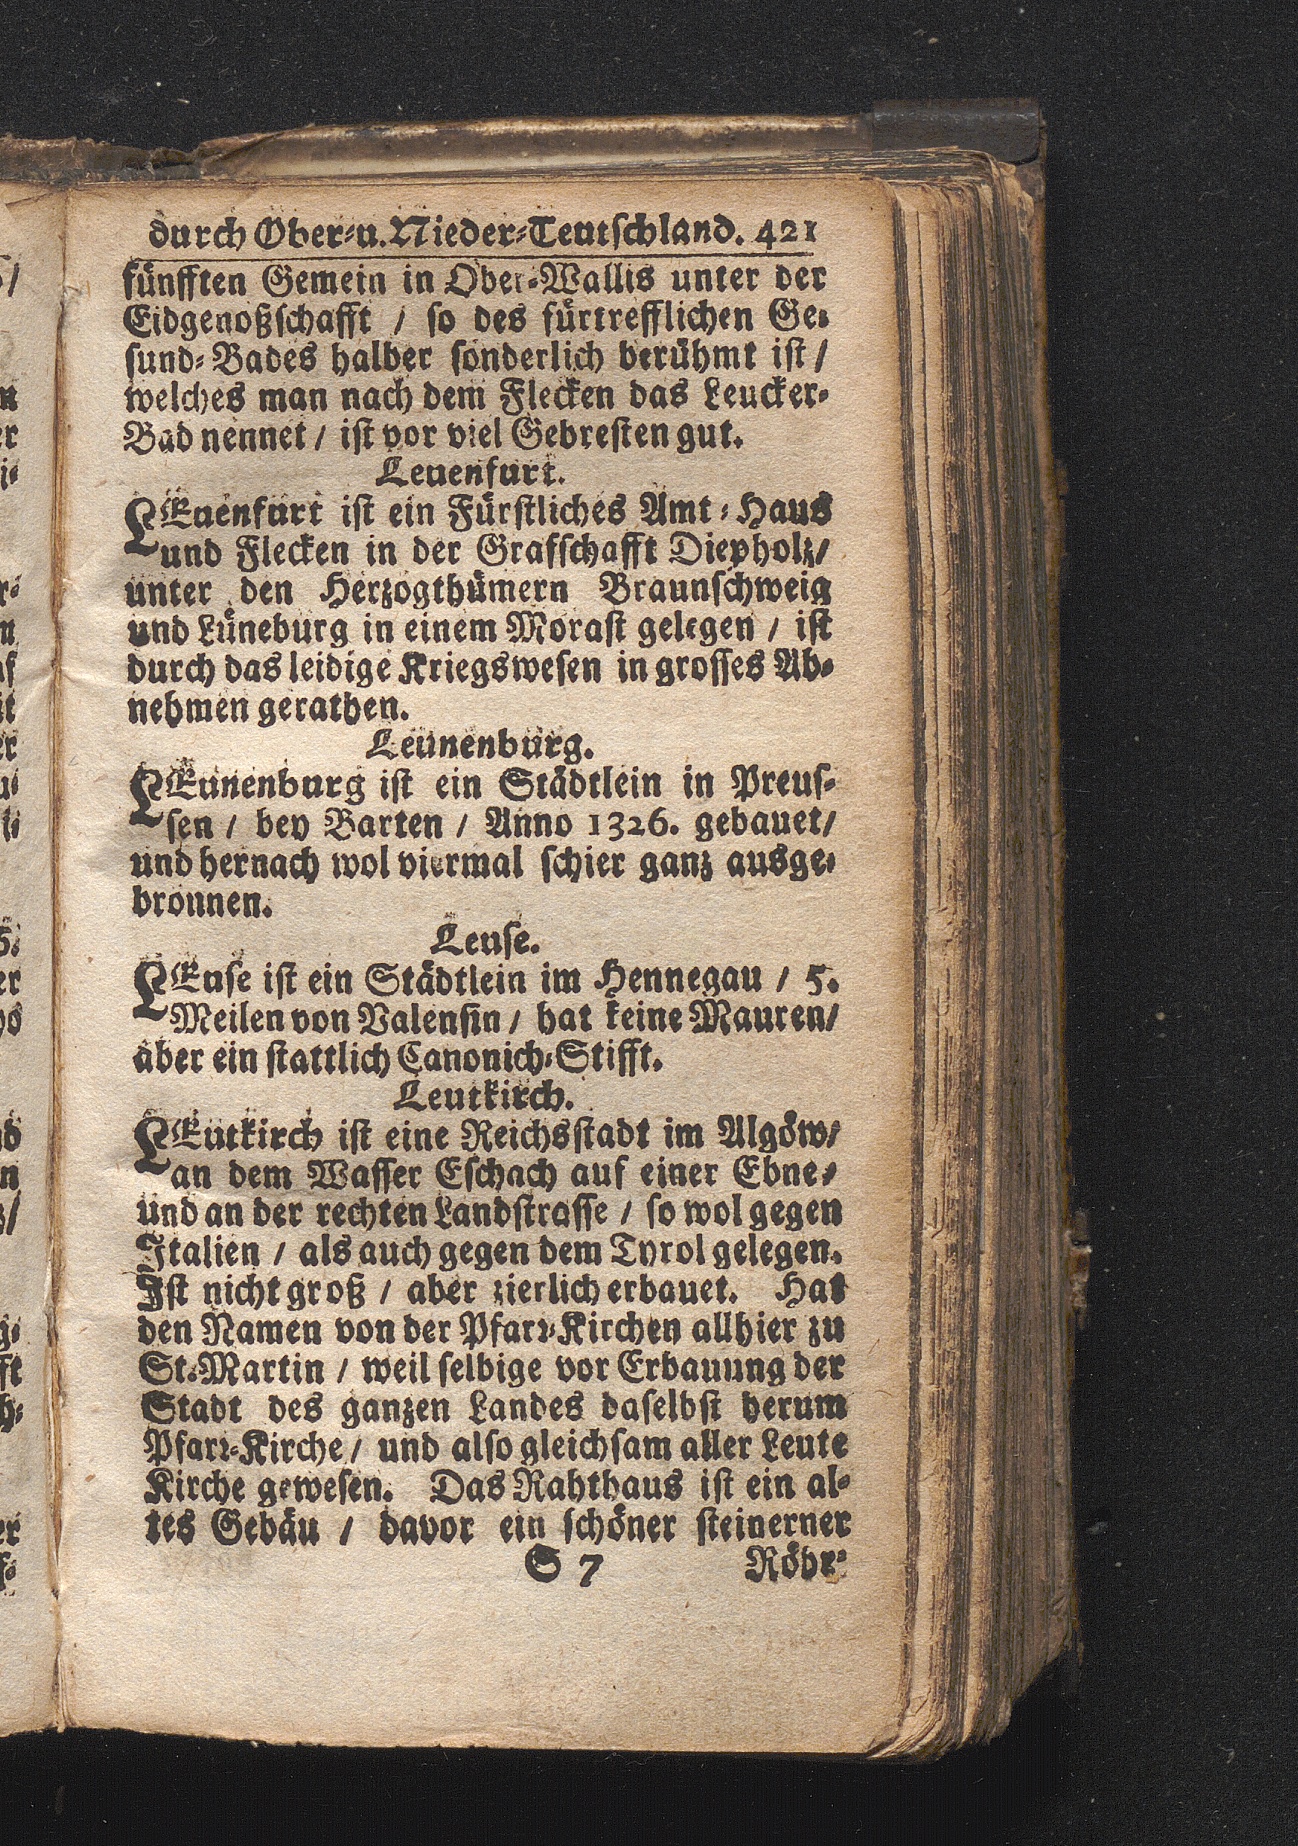 durch Ober-u. Nieder-Teutschland. 421
fünfften Gemein in Ober-Wallis unter der
Eidgenoßschafft / so des fürtrefflichen Ge-
sund-Bades halber sonderlich berühmt ist /
welches man nach dem Flecken das Leucker-
Bad nennet / ist vor viel Gebresten gut.
Leuenfurt.
LEuenfurt ist ein Fürstliches Amt-Haus
und Flecken in der Grafschafft Diepholz/
unter den Herzogthümern Braunschweig
und Lüneburg in einem Morast gelegen / ist
durch das leidige Kriegswesen in grosses Ab-
nehmen gerathen.
Leunenburg.
LEunenburg ist ein Städtlein in Preus-
sen / bey Barten / Anno 1326. gebauet/
und hernach wol viermal schier ganz ausge-
bronnen.
Leuse.
LEuse ist ein Städtlein im Hennegau / 5.
Meilen von Valensin / hat keine Mauren/
aber ein stattlich Canonich-Stifft.
Leutkirch.
LEutkirch ist eine Reichsstadt im Algöw/
an dem Wasser Eschach auf einer Ebne/
und an der rechten Landstrasse / so wol gegen
Italien / als auch gegen dem Tyrol gelegen.
Ist nicht groß / aber zierlich erbauet. Hat
den Namen von der Pfarr-Kirchen allhier zu
St. Martin / weil selbige vor Erbauung der
Stadt des ganzen Landes daselbst herum
Pfarr-Kirche / und also gleichsam aller Leute
Kirche gewesen. Das Rahthaus ist ein al-
tes Gebäu / davor ein schöner steinerner
S 7 Röhr-